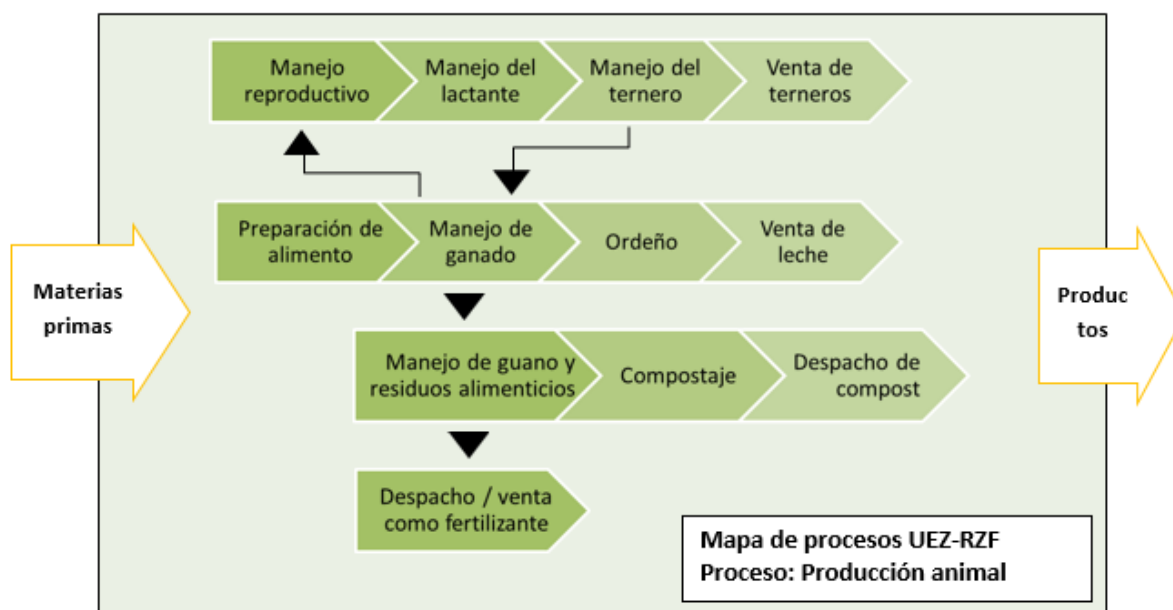 Manejo
reproductivo
Manejo del
lactante
Manejo del
ternero
Venta de
terneros
Preparación de
alimento
Manejo de
ganado
Ordeño
Venta de
leche
Materias
primas
Produc
tos
Manejo de guano y
residuos alimenticios
Compostaje
Despacho de
compost
Despacho / venta
como fertilizante
Mapa de procesos UEZ-RZF
Proceso: Producción animal